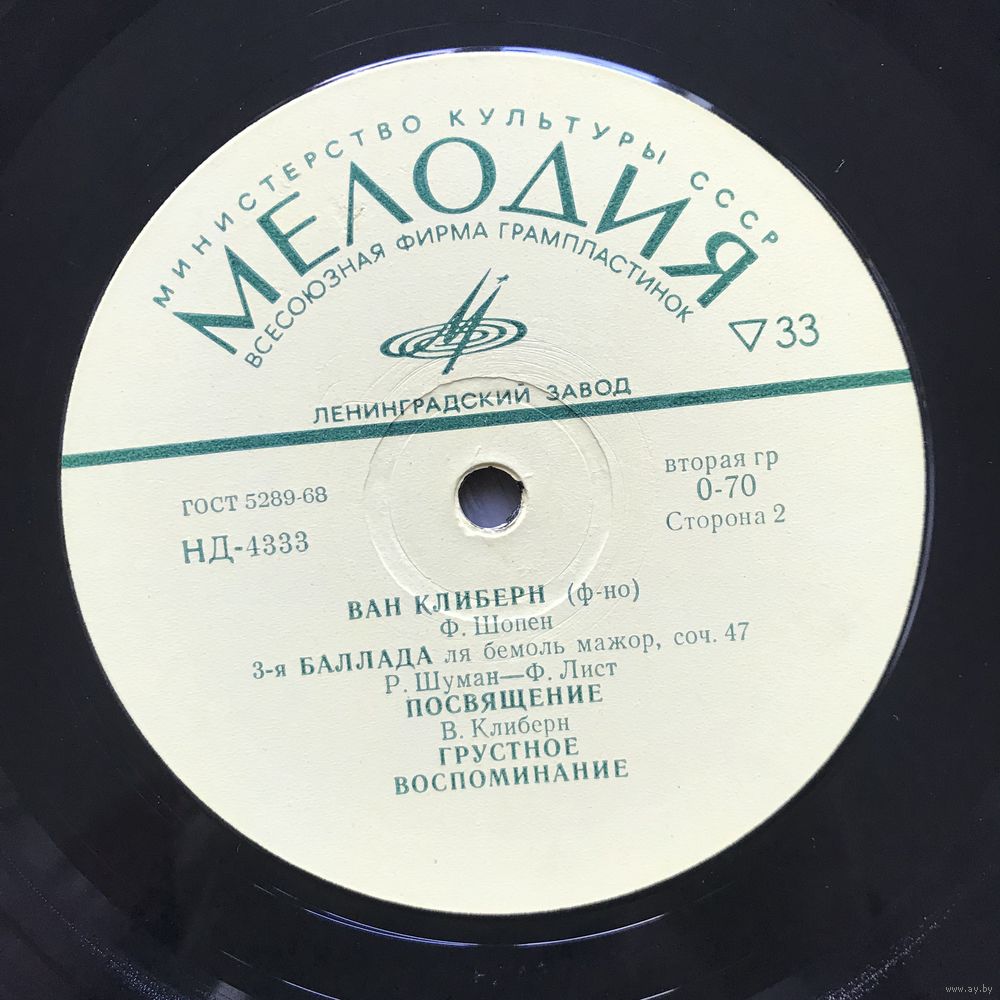 МИНИСТЕРСТВО КУЛЬТУРЫ СССР
МЕЛОДИЯ
ВСЕСОЮЗНАЯ ФИРМА ГРАМПЛАСТИНОК
▽33
ЛЕНИНГРАДСКИЙ ЗАВОД
ГОСТ 5289-68
НД-4333
вторая гр
0-70
Сторона 2
ВАН КЛИБЕРН (ф-но)
Ф. Шопен
3-я БАЛЛАДА ля бемоль мажор, соч. 47
Р. Шуман—Ф. Лист
ПОСВЯЩЕНИЕ
В. Клиберн
ГРУСТНОЕ
ВОСПОМИНАНИЕ
www.ay.by